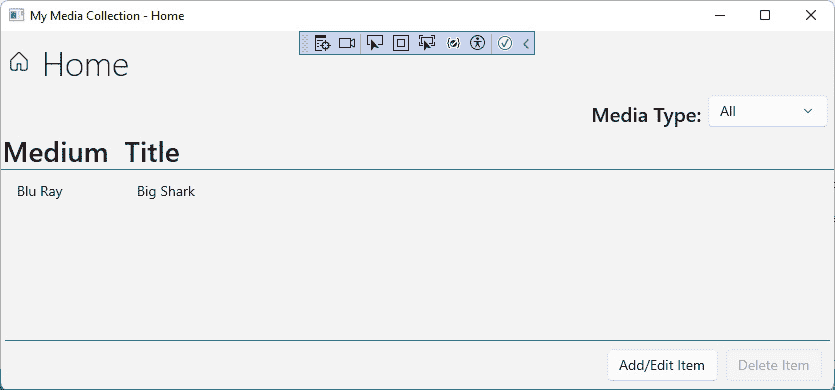 My Media Collection - Home
Home
Media Type: All
Medium Title
Blu Ray Big Shark
Add/Edit Item Delete Item